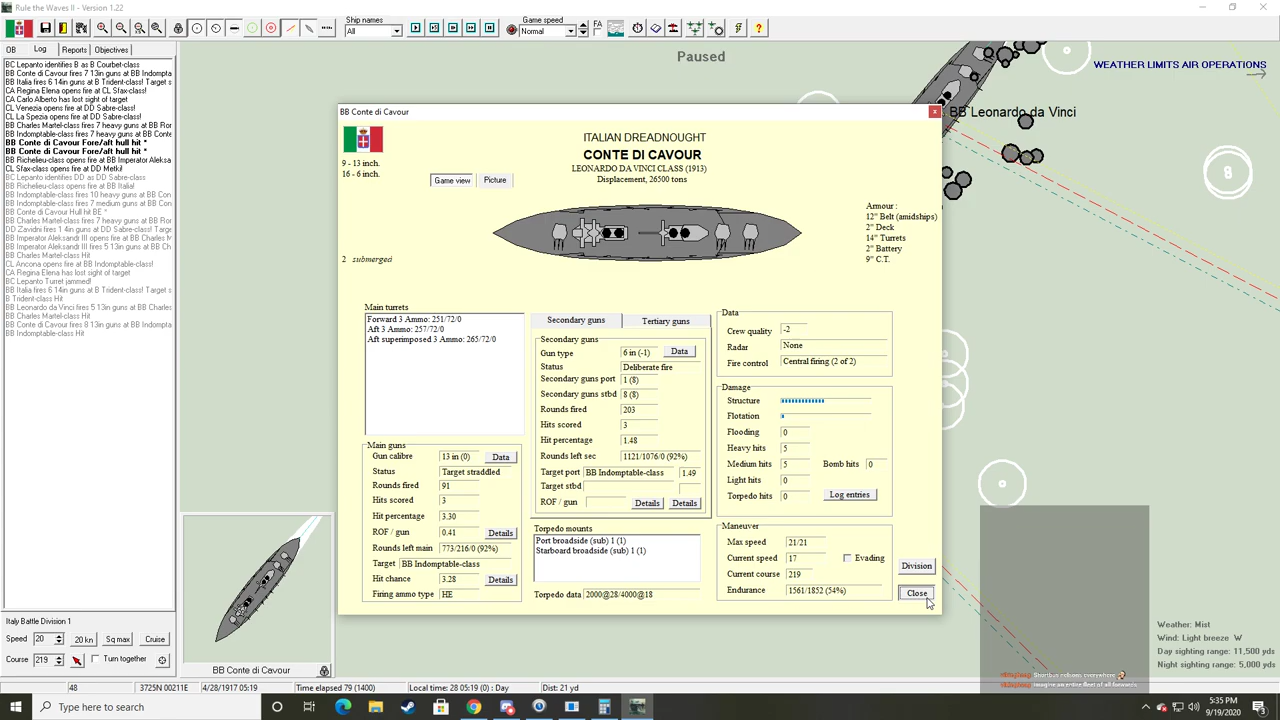 Rule the Waves II - Version 1.22
Ship names
All
Game speed
Normal
FA
OB
Log
Reports
Objectives
BC Lepanto identifies B as B Courbet-class
BB Conte di Cavour fires 7 13in guns at BB Indompta
BB Italia fires 6 14in guns at B Trident-class! Target s
CA Regina Elena open fire at CL Sfax-class!
CA Carlo Alberto has lost sight of target
CL Venezia opens fire at DD Sabre-class!
CL La Spezia opens fire at DD Sabre-class!
BB Charles Martel-class fires 7 heavy guns at BB
BB Indomptable-class fires 7 heavy guns at BB Conte
BB Conte di Cavour Fore/aft hull hit *
BB Conte di Cavour Fore/aft hull hit *
BB Richelieu-class opens fire at BB Imperator Aleksa
CL Sfax-class opens fire at DD Metkij!
BC Lepanto identifies DD as DD Sabre-class
BB Richelieu-class opens fire at BB Italia!
BB Indomptable-class fires 10 heavy guns at BB Con
BB Indomptable-class fires 7 medium guns at BB Con
BB Conte di Cavour Hull hit BE *
BB Charles Martel-class fires 7 heavy guns at BB
DD Zavidni fires 1 4in guns at DD Sabre-class!
BB Imperator Aleksandr III opens fire at BB Charles M
BB Imperator Aleksandr III fires 5 13in guns at BB Ch
BB Charles Martel-class Hit
CL Ancona opens fire at BB Indomptable-class!
CA Regina Elena has lost sight of target
BC Lepanto Turret jammed!
BB Italia fires 6 14in guns at B Trident-class! Target s
B Trident-class Hit
BB Leonardo da Vinci fires 5 13in guns at BB Charles
BB Charles Martel-class Hit
BB Conte di Cavour fires 8 13in guns at BB Indompta
BB Indomptable-class Hit
Paused
WEATHER LIMITS AIR OPERATIONS
BB Leonardo da Vinci
8
BB Conte di Cavour
x
ITALIAN DREADNOUGHT
CONTE DI CAVOUR
LEONARDO DA VINCI CLASS (1913)
Displacement, 26500 tons
9 - 13 inch.
16 - 6 inch.
Game view
Picture
Armour :
12" Belt (amidships)
2" Deck
14" Turrets
2" Battery
9" C.T.
2 submerged
Main turrets
Forward 3 Ammo: 251/72/0
Aft 3 Ammo: 257/72/0
Aft superimposed 3 Ammo: 265/72/0
Main guns
Gun calibre 13 in (0) Data
Status Target straddled
Rounds fired 91
Hits scored 3
Hit percentage 3.30
ROF / gun 0.41 Details
Rounds left main 773/216/0 (92%)
Target BB Indomptable-class
Hit chance 3.28 Details
Firing ammo type HE
Secondary guns
Tertiary guns
Secondary guns
Gun type 6 in (-1) Data
Status Deliberate fire
Secondary guns port 1 (8)
Secondary guns stbd 8 (8)
Rounds fired 203
Hits scored 3
Hit percentage 1.48
Rounds left sec 1121/1076/0 (92%)
Target port BB Indomptable-class 1.49
Target stbd
ROF / gun Details Details
Torpedo mounts
Port broadside (sub) 1 (1)
Starboard broadside (sub) 1 (1)
Torpedo data 2000@28/4000@18
Data
Crew quality -2
Radar None
Fire control Central firing (2 of 2)
Damage
Structure
Flotation
Flooding 0
Heavy hits 5
Medium hits 5 Bomb hits 0
Light hits 0
Torpedo hits 0 Log entries
Maneuver
Max speed 21/21
Current speed 17 Evading
Current course 219
Endurance 1561/1852 (54%)
Division
Close
Italy Battle Division 1
Speed 20 20 kn Sq max Cruise
Course 219 Turn together
BB Conte di Cavour
Weather: Mist
Wind: Light breeze W
Day sighting range: 11,500 yds
Night sighting range: 5,000 yds
48
3725N 00211E
4/28/1917 05:19
Time elapsed 79 (1400)
Local time: 28 05:19 (0) : Day
Dist: 21 yd
Type here to search
5:35 PM
9/19/2020
3